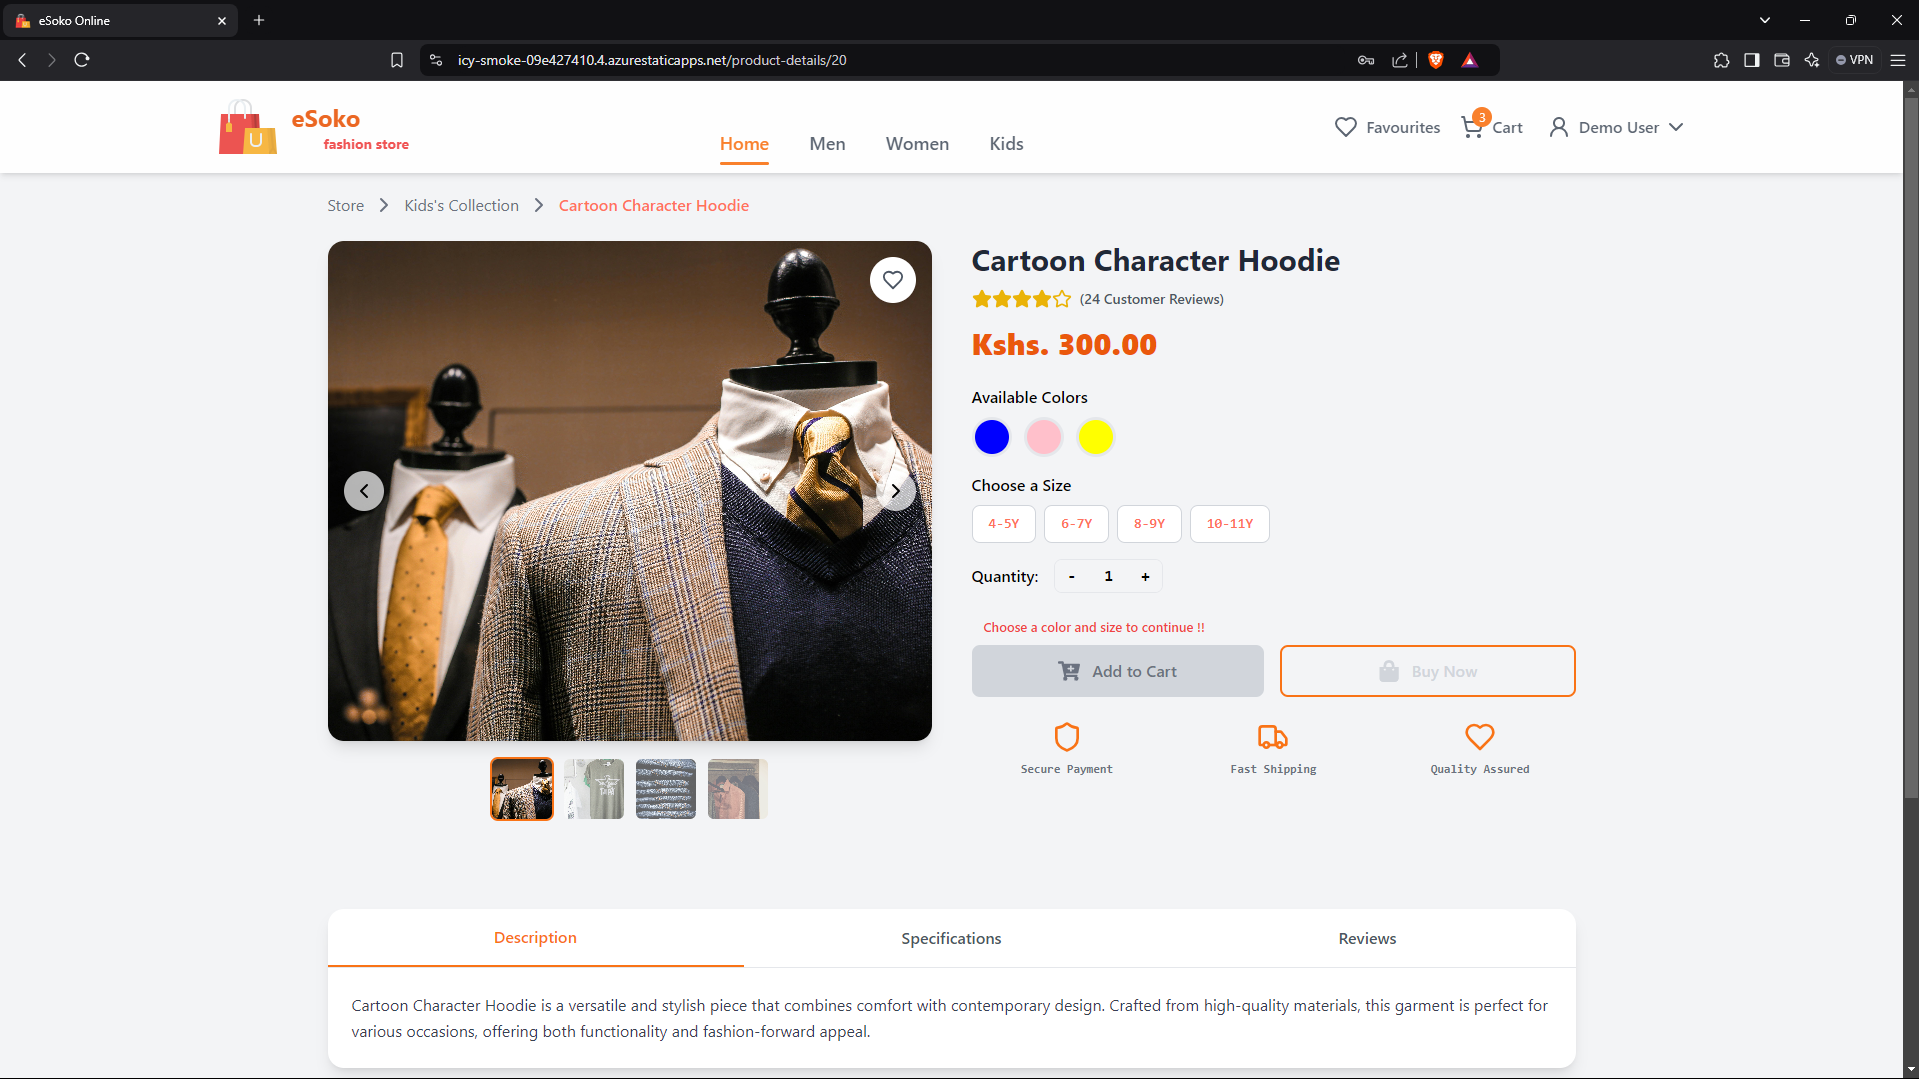 eSoko Online
icy-smoke-09e427410.4.azurestaticapps.net/product-details/20
VPN
eSoko
fashion store
U
Home
Men
Women
Kids
Favourites
3
Cart
Demo User
Store
Kids's Collection
Cartoon Character Hoodie
Cartoon Character Hoodie
(24 Customer Reviews)
Kshs. 300.00
Available Colors
Choose a Size
4-5Y
6-7Y
8-9Y
10-11Y
Quantity:
- 1 +
Choose a color and size to continue !!
Add to Cart
Buy Now
Secure Payment
Fast Shipping
Quality Assured
Description
Specifications
Reviews
Cartoon Character Hoodie is a versatile and stylish piece that combines comfort with contemporary design. Crafted from high-quality materials, this garment is perfect for
various occasions, offering both functionality and fashion-forward appeal.